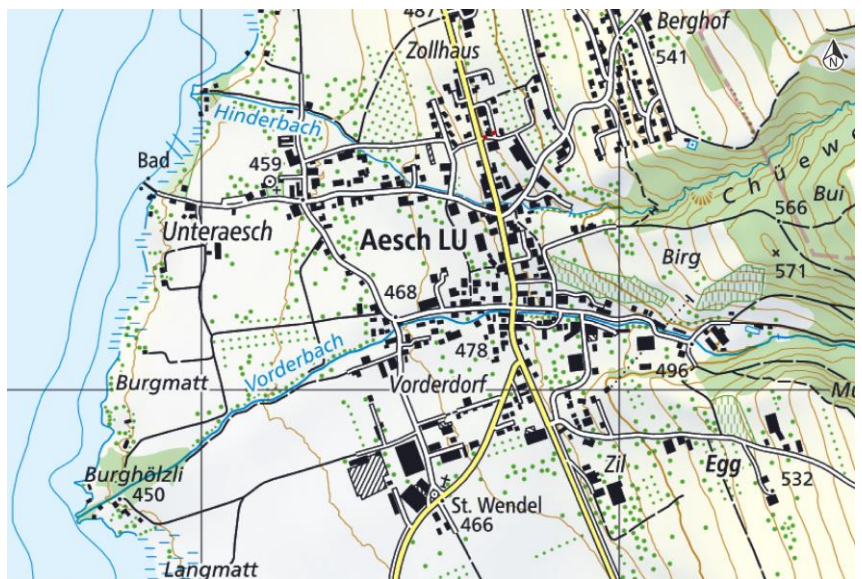 487
Zollhaus
Berghof
541
N
Hinderbach
Bad
459
Chüewe
566
Bui
Unteraesch
Aesch LU
Birg
571
468
Vorderbach
478
496
Burgmatt
Vorderdorf
Mu
Burghölzli
450
Zil
Egg
532
St. Wendel
466
Langmatt